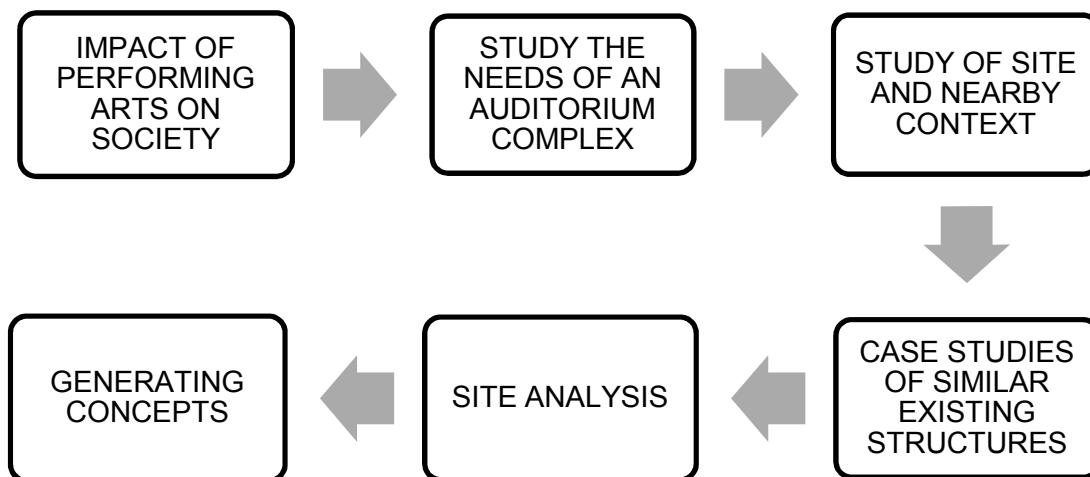 IMPACT OF
PERFORMING
ARTS ON
SOCIETY
STUDY THE
NEEDS OF AN
AUDITORIUM
COMPLEX
STUDY OF SITE
AND NEARBY
CONTEXT
CASE STUDIES
OF SIMILAR
EXISTING
STRUCTURES
SITE ANALYSIS
GENERATING
CONCEPTS